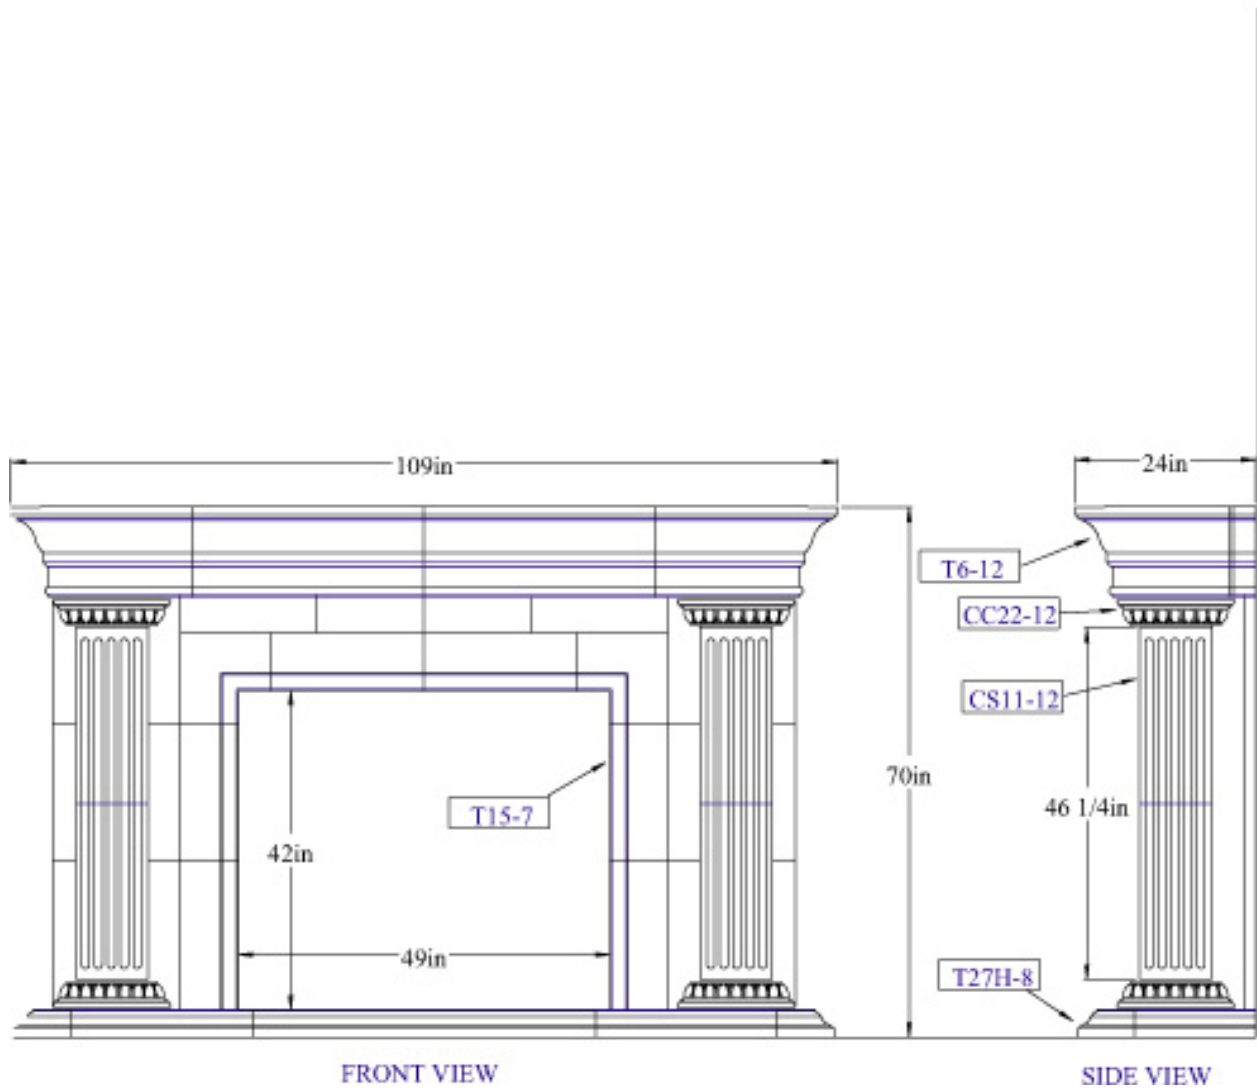 109in
24in
T6-12
CC22-12
CS11-12
70in
46 1/4in
T15-7
42in
49in
T27H-8
FRONT VIEW
SIDE VIEW